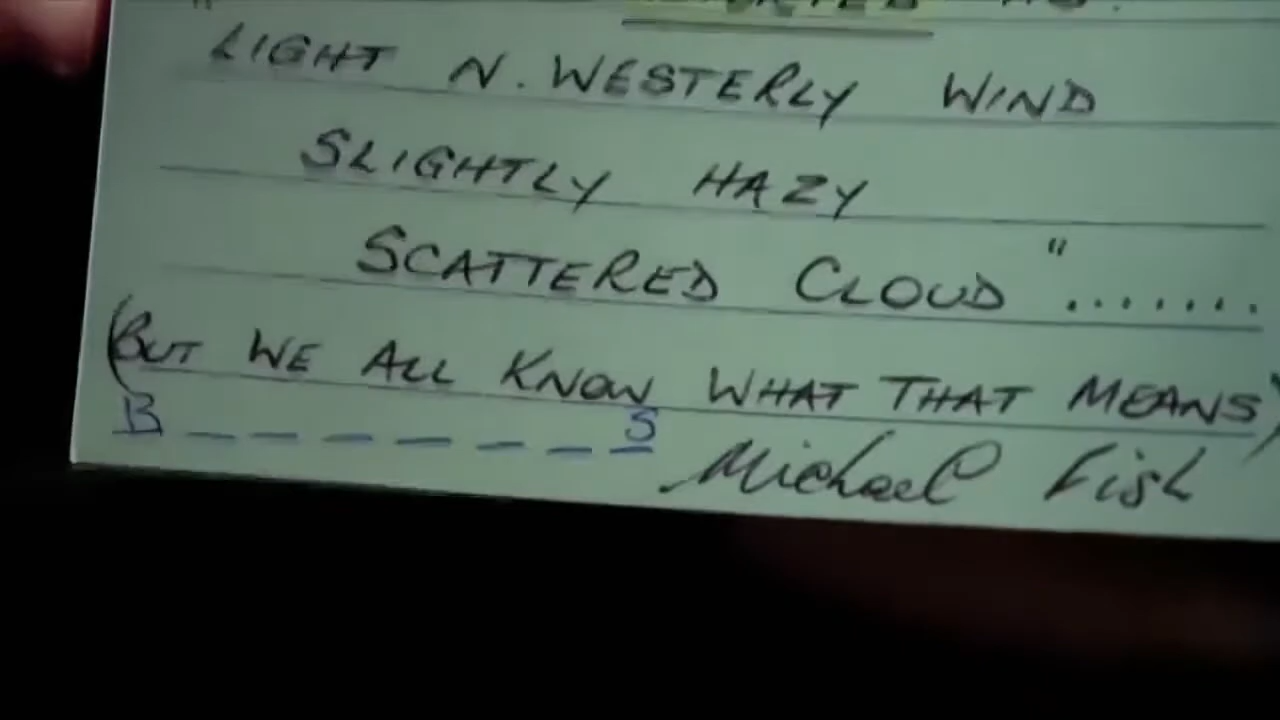 "
LIGHT N. WESTERLY WIND
SLIGHTLY HAZY
SCATTERED CLOUD" .......
(BUT WE ALL KNOW WHAT THAT MEANS)
B _ _ _ _ _ _ _ S
Michael Fish